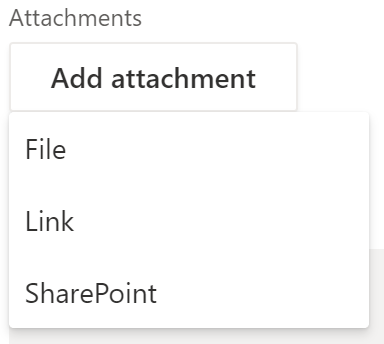 Attachments
Add attachment
File
Link
SharePoint